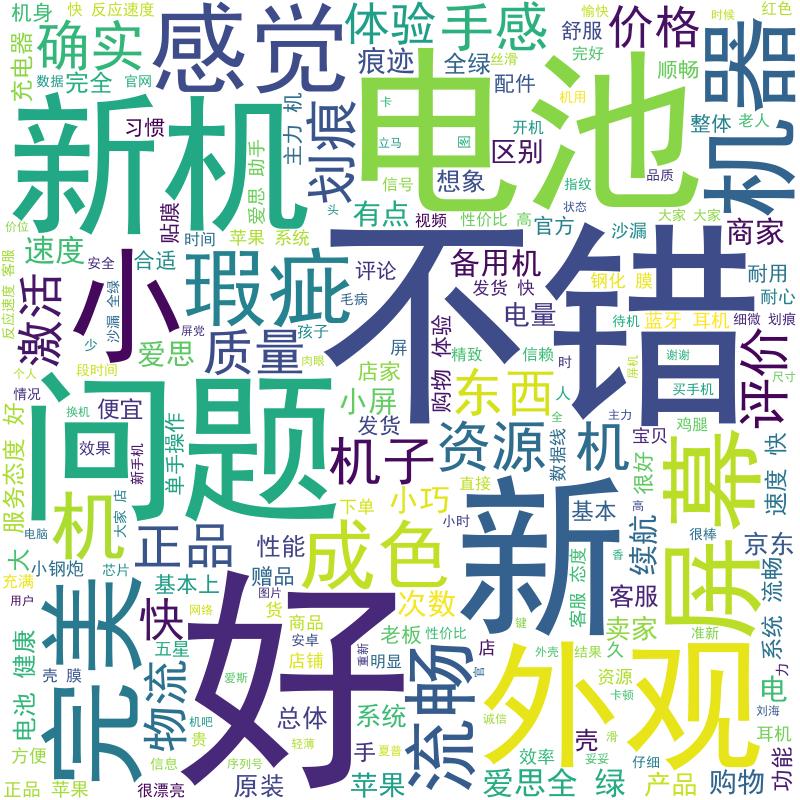 机身 快 反应速度
感觉
体验 手感
愉快 时候 红色
充电器
确实
痕迹 全绿 丝滑
舒服 价格
机器
数据 完全 官网
配件 完好
顺畅
新机
习惯
主力 机
划痕
卡
立马
电池
图
开机
区别
整体 老人
爱思 助手
信号
想象
指纹 品质
价位
贴膜
头
有点 视频 性价比 高
状态
大家 大家
官方 沙漏
商家
速度
时间 苹果 系统
不错
反应速度 客服
激活
安全 合适
小
瑕疵
评论 备用机
发货 快
钢化 膜
耐用
耐心
沙漏 全绿
毛病
电量
待机 蓝牙 耳机 细微 划痕
少
屏党
爱思
质量
孩子
肉眼
屏
店家
购物 体验
精致 信赖
时
谢谢
屏机
评价
个人
段时间
情况
换机
便宜
小屏
发货
东西
人
买手机
尺寸
服务态度 好
问题
效果
新手机
单手操作
机子
资源 机
全 主力
数据线
宝贝
鸡腿
很好
速度 快
大
机
大家 店
下单 小巧
直接
小时
新
基本
高
续航
屏幕
很棒
京东
电脑
正品
性能
成色
充满
小钢炮 芯片
基本上
赠品
次数
香
客服 态度
客服
流畅
用户
完美
快
好
网络
图片
货 商品
安卓
老板 性价比
店
键
卖家
准新
系统
健康
五星
店铺
重新
明显
流畅
官
外观
外壳 结果 久
资源
卡顿
电
力
壳 膜
物流
爱斯
机吧
总体
系统
诚信
滑
刘海
耳机
电池
方便
贵
轻薄
手
夏普
壳
效率
妥妥
仔细
功能
信息
序列号
正品 苹果
很漂亮
原装
苹果
爱思全 绿
产品
购物